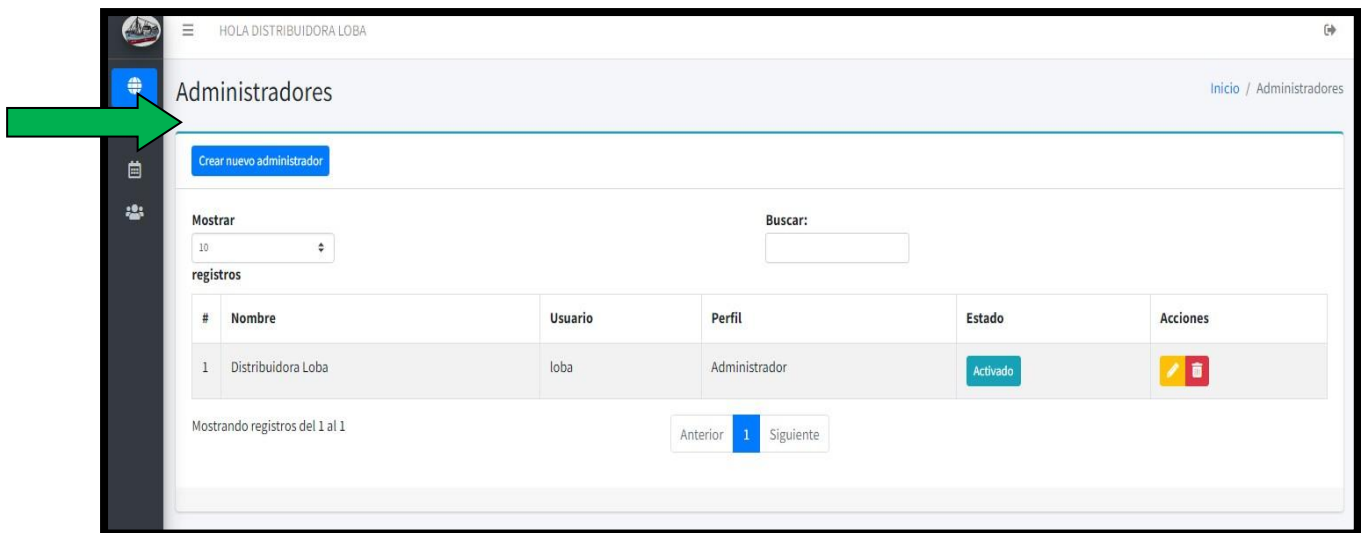 HOLA DISTRIBUIDORA LOBA
Administradores
Inicio / Administradores
Crear nuevo administrador
Mostrar
10
registros
Buscar:
# Nombre Usuario Perfil Estado Acciones
1 Distribuidora Loba loba Administrador Activado
Mostrando registros del 1 al 1
Anterior 1 Siguiente